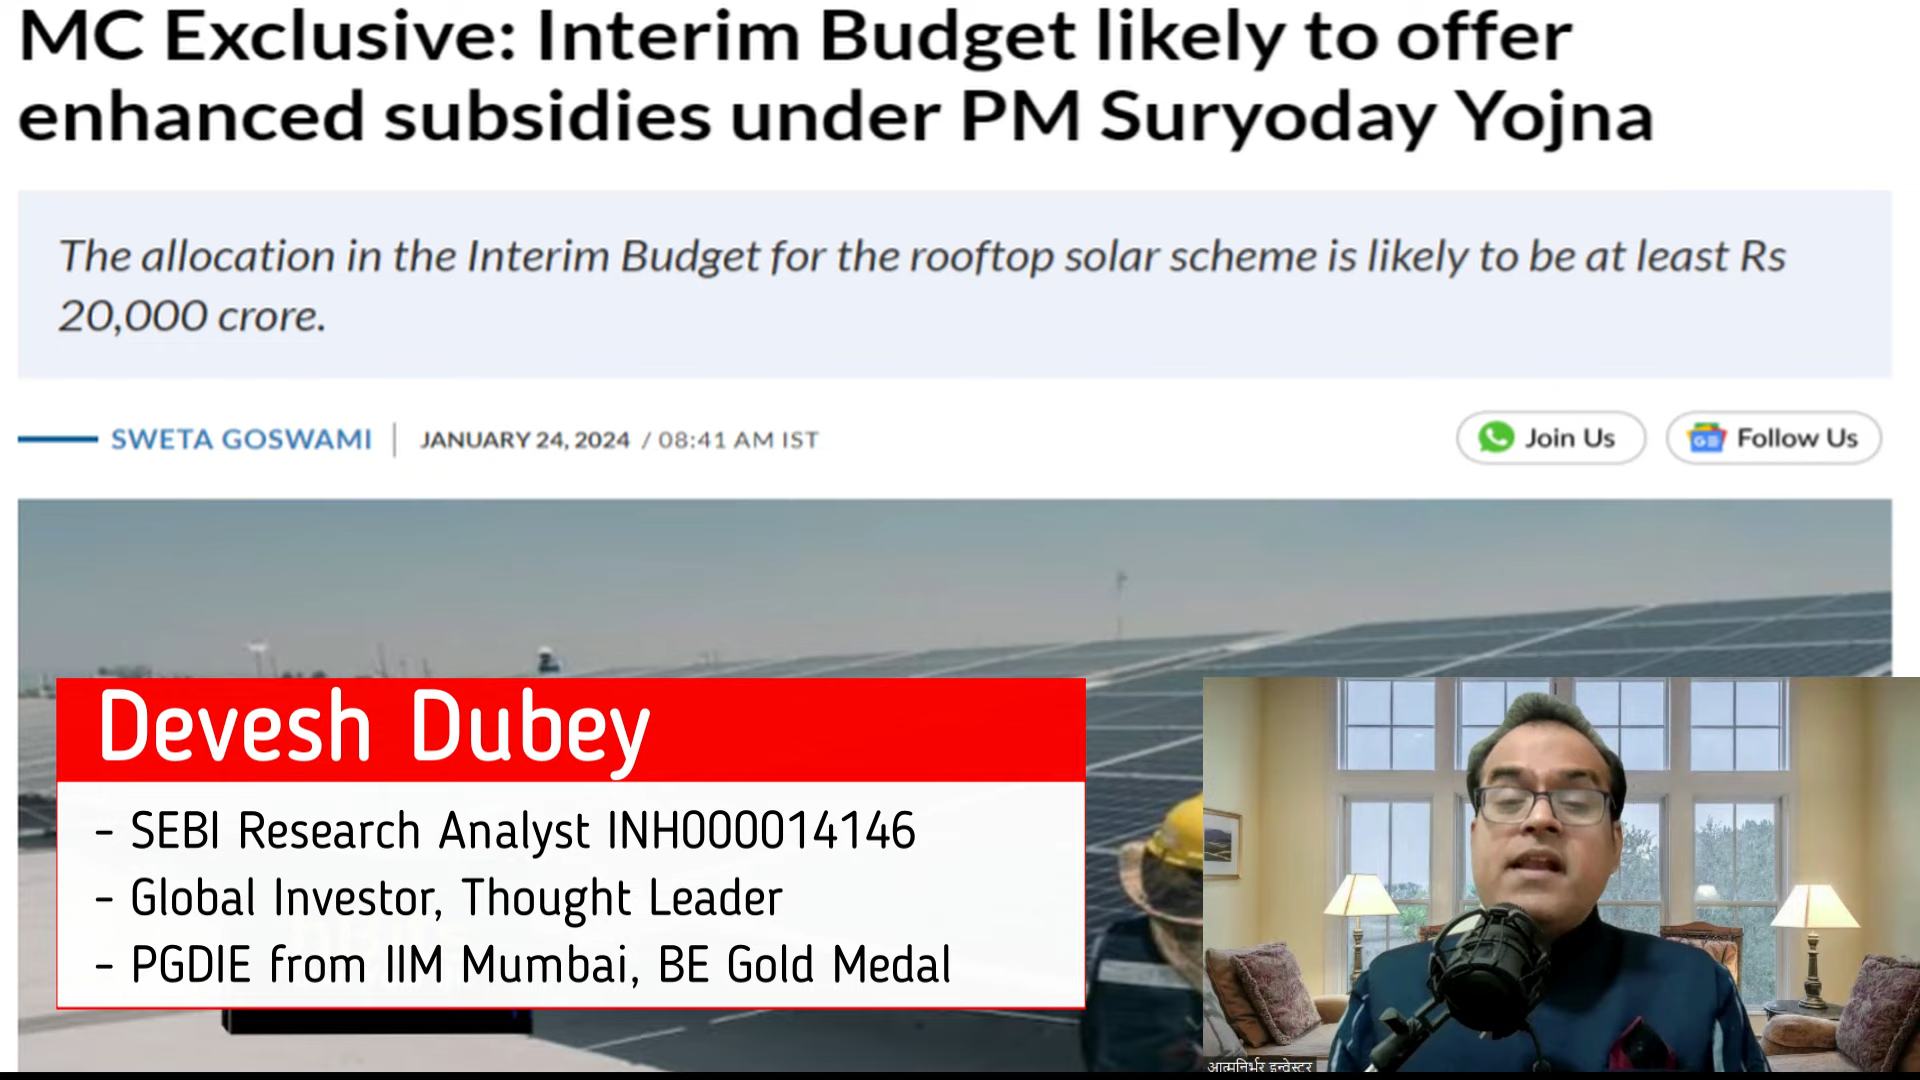 MC Exclusive: Interim Budget likely to offer
enhanced subsidies under PM Suryoday Yojna
The allocation in the Interim Budget for the rooftop solar scheme is likely to be at least Rs
20,000 crore.
SWETA GOSWAMI | JANUARY 24, 2024 / 08:41 AM IST
Join Us
GE Follow Us
Devesh Dubey
- SEBI Research Analyst INH000014146
- Global Investor, Thought Leader
- PGDIE from IIM Mumbai, BE Gold Medal
आत्मनिर्भर इन्वेस्टर